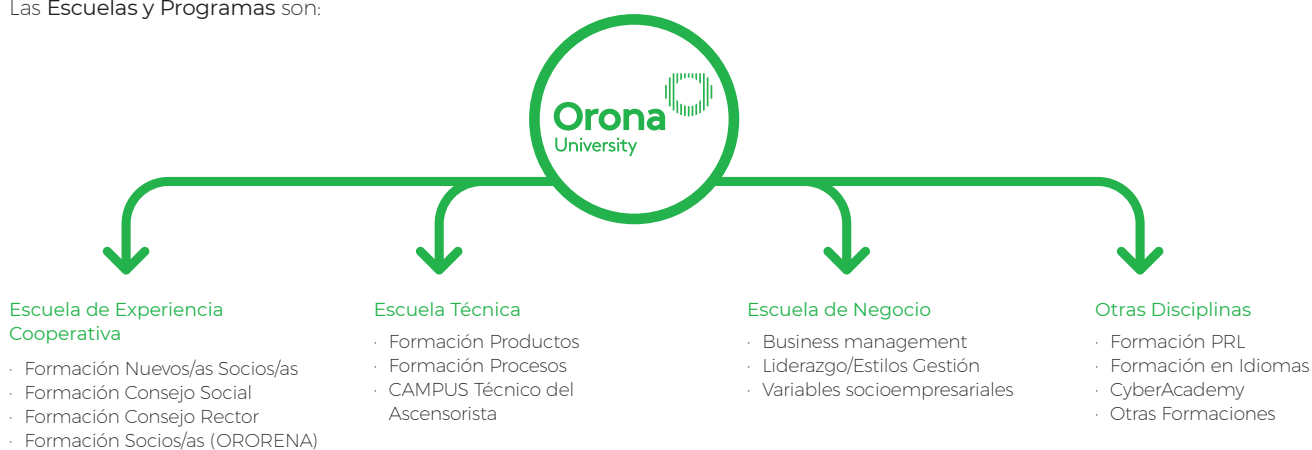 Las Escuelas y Programas son:
Orona
University
Escuela de Experiencia
Cooperativa
· Formación Nuevos/as Socios/as
· Formación Consejo Social
· Formación Consejo Rector
· Formación Socios/as (ORORENA)
Escuela Técnica
· Formación Productos
· Formación Procesos
· CAMPUS Técnico del
Ascensorista
Escuela de Negocio
· Business management
· Liderazgo/Estilos Gestión
· Variables socioempresariales
Otras Disciplinas
· Formación PRL
· Formación en Idiomas
· CyberAcademy
· Otras Formaciones